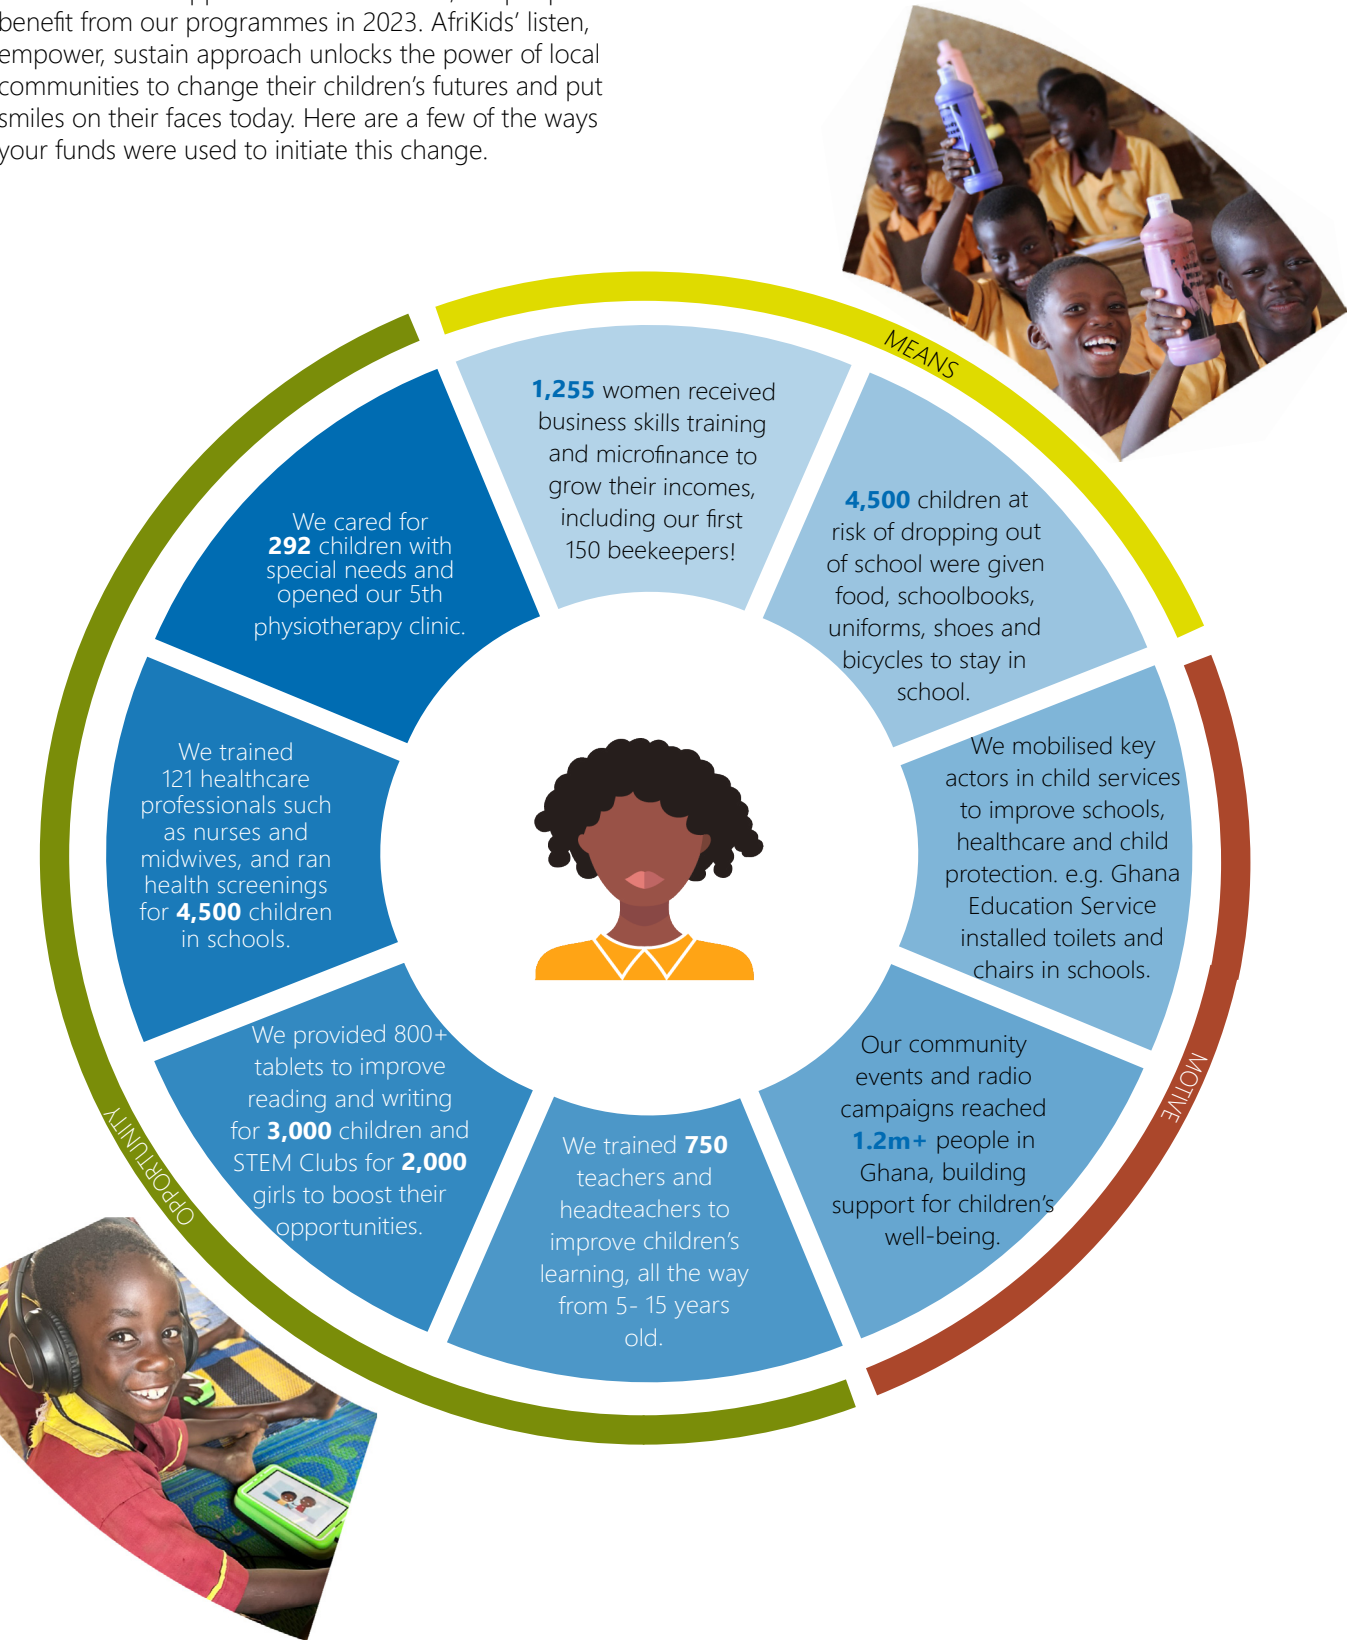 benefit from our programmes in 2023. AfriKids’ listen,
empower, sustain approach unlocks the power of local
communities to change their children’s futures and put
smiles on their faces today. Here are a few of the ways
your funds were used to initiate this change.
MEANS
1,255 women received
business skills training
and microfinance to
grow their incomes,
including our first
150 beekeepers!
4,500 children at
risk of dropping out
of school were given
food, schoolbooks,
uniforms, shoes and
bicycles to stay in
school.
MOTIVE
We mobilised key
actors in child services
to improve schools,
healthcare and child
protection. e.g. Ghana
Education Service
installed toilets and
chairs in schools.
Our community
events and radio
campaigns reached
1.2m+ people in
Ghana, building
support for children’s
well-being.
OPPORTUNITY
We trained 750
teachers and
headteachers to
improve children’s
learning, all the way
from 5- 15 years
old.
We provided 800+
tablets to improve
reading and writing
for 3,000 children and
STEM Clubs for 2,000
girls to boost their
opportunities.
We trained
121 healthcare
professionals such
as nurses and
midwives, and ran
health screenings
for 4,500 children
in schools.
We cared for
292 children with
special needs and
opened our 5th
physiotherapy clinic.